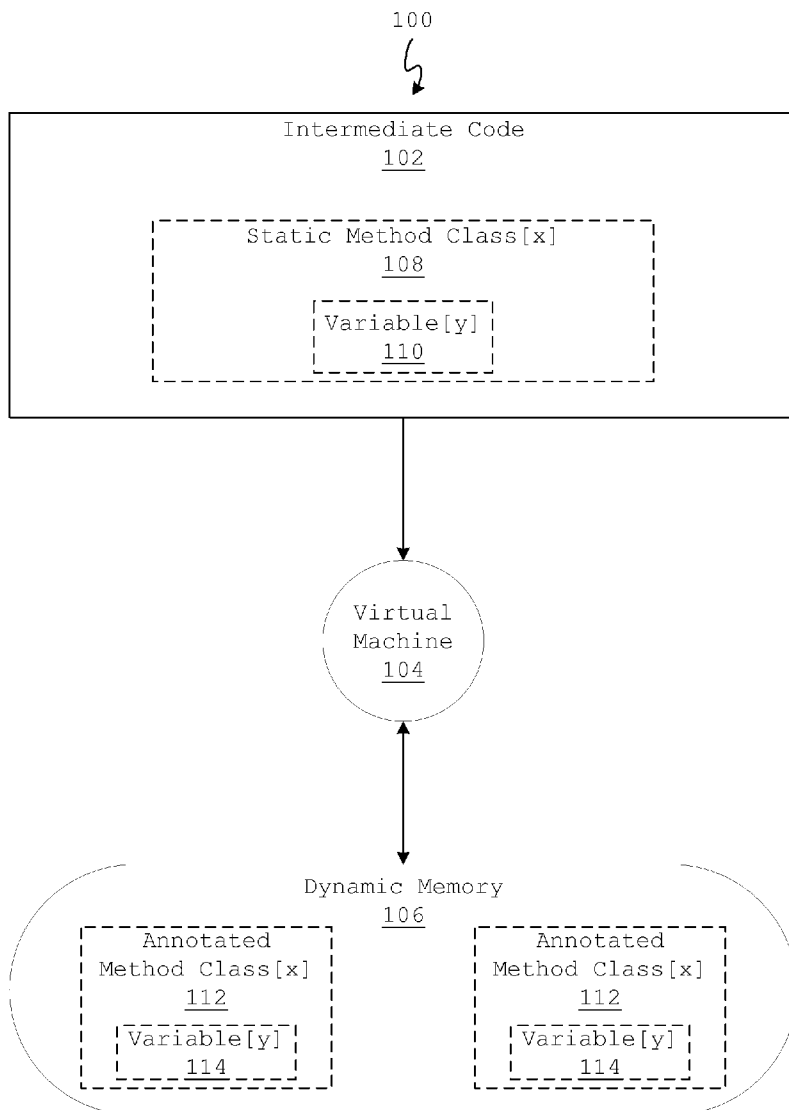 100
Intermediate Code
102
Static Method Class[x]
108
Variable[y]
110
Virtual
Machine
104
Dynamic Memory
106
Annotated
Method Class[x]
112
Variable[y]
114
Annotated
Method Class[x]
112
Variable[y]
114